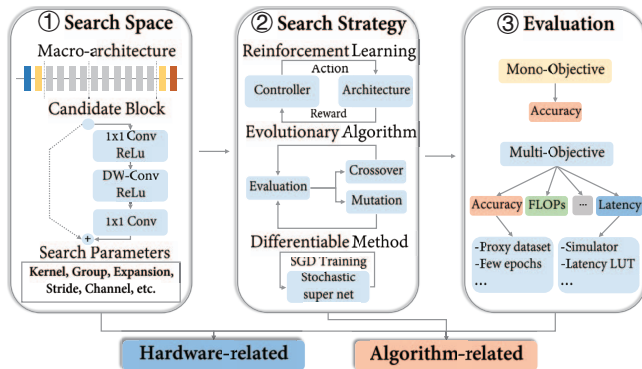 ① Search Space
Macro-architecture
Candidate Block
1x1 Conv
ReLu
DW-Conv
ReLu
1x1 Conv
+
Search Parameters
Kernel, Group, Expansion,
Stride, Channel, etc.
② Search Strategy
Reinforcement Learning
Action
Controller
Architecture
Reward
Evolutionary Algorithm
Evaluation
Crossover
Mutation
Differentiable Method
SGD Training
Stochastic
super net
③ Evaluation
Mono-Objective
Accuracy
Multi-Objective
Accuracy
FLOPs
...
Latency
-Proxy dataset
-Few epochs
...
-Simulator
-Latency LUT
...
Hardware-related
Algorithm-related